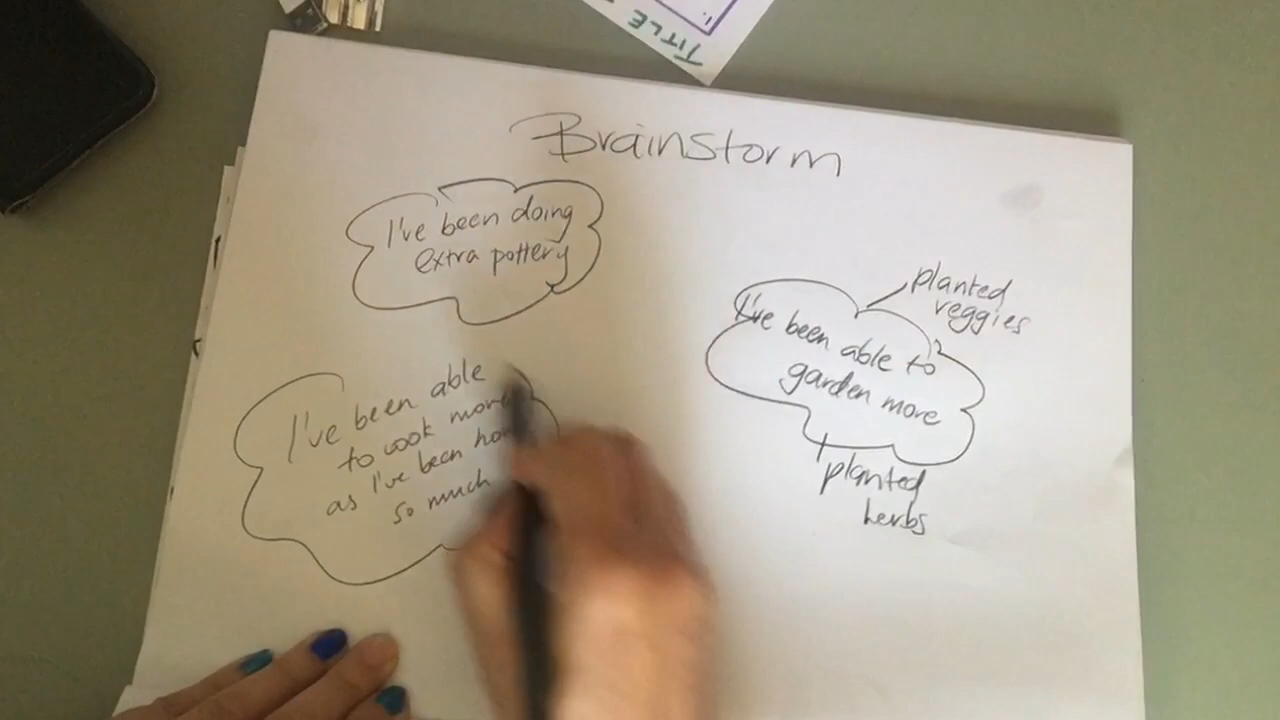 TITLE
Brainstorm
I've been doing
extra pottery
I've been able to
garden more
planted
veggies
planted
herbs
I've been able
to cook more
as I've been
so much